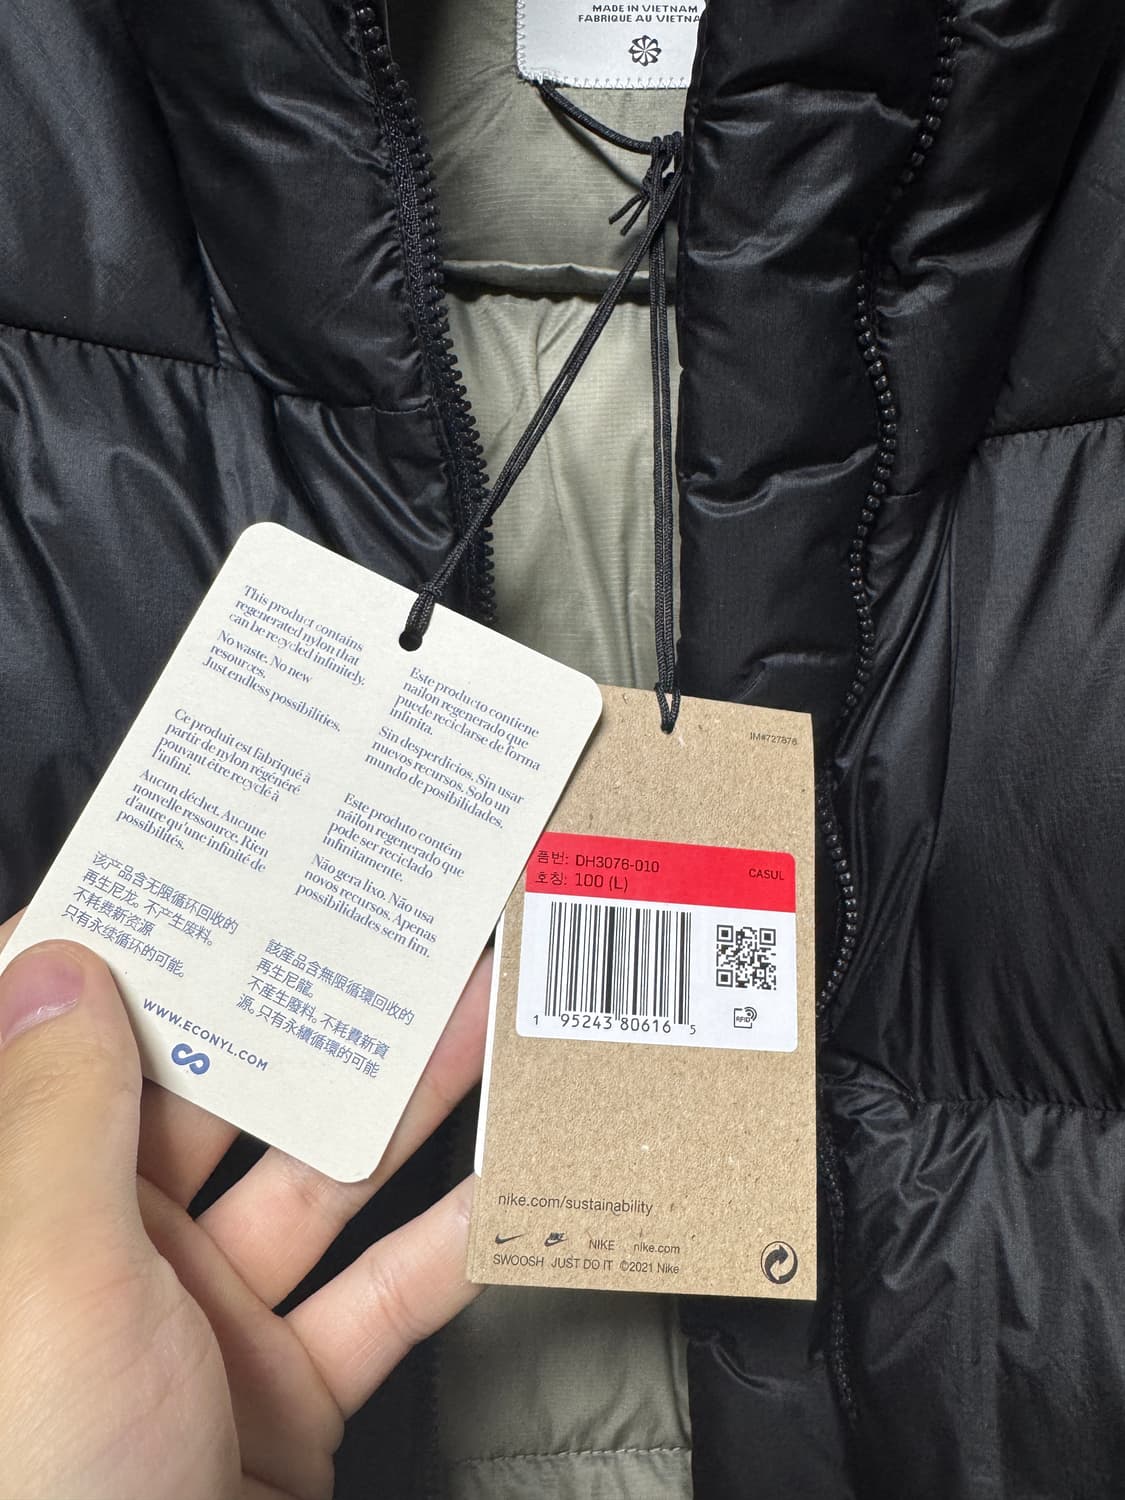 MADE IN VIETNAM
FABRIQUE AU
This product contains
regenerated nylon that
can be recycled infinitely.
No waste. No new
resources.
Just endless possibilities.
Ce produit est fabriqué à
partir de nylon régénéré
pouvant être recyclé à
l'infini.
Aucun déchet. Aucune
nouvelle ressource. Rien
d'autre qu'une infinité de
possibilités.
该产品含无限循环回收的
再生尼龙。不产生废料。
不耗费新资源
只有永续循环的可能。
Este producto contiene
nailon regenerado que
puede reciclarse de forma
infinita.
Sin desperdicios. Sin usar
nuevos recursos. Solo un
mundo de posibilidades.
Este produto contém
náilon regenerado que
pode ser reciclado
infinitamente.
Não gera lixo. Não usa
novos recursos. Apenas
possibilidades sem fim.
該産品含無限循環回收的
再生尼龍。
不産生廢料。不耗費新資
源。只有永續循環的可能
WWW.ECONYL.COM
IM#727876
품번: DH3076-010
호칭: 100 (L)
CASUL
1 95243 80616 5
RFID
nike.com/sustainability
NIKE nike.com
SWOOSH JUST DO IT ©2021 Nike